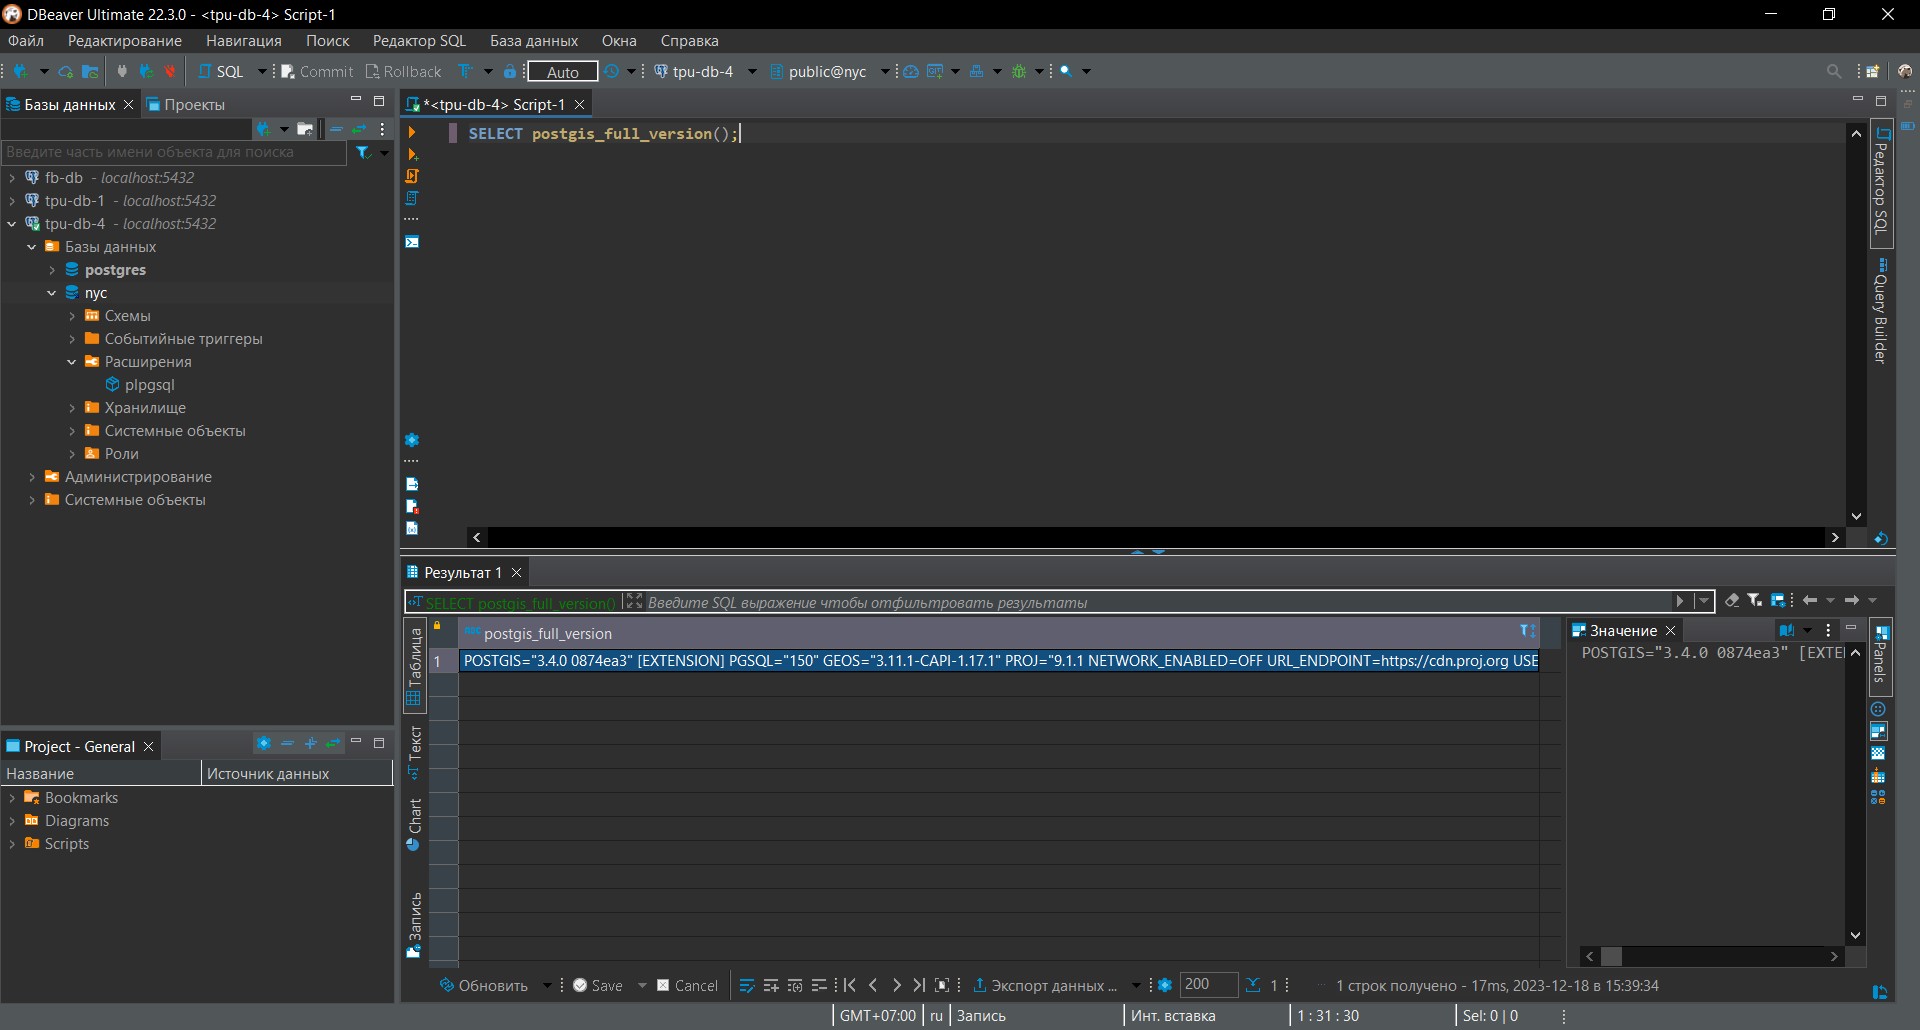 DBeaver Ultimate 22.3.0 - <tpu-db-4> Script-1
Файл Редактирование Навигация Поиск Редактор SQL База данных Окна Справка
SQL Commit Rollback Auto tpu-db-4 public@nyc
Базы данных Проекты
Введите часть имени объекта для поиска
fb-db - localhost:5432
tpu-db-1 - localhost:5432
tpu-db-4 - localhost:5432
Базы данных
postgres
nyc
Схемы
Событийные триггеры
Расширения
plpgsql
Хранилище
Системные объекты
Роли
Администрирование
Системные объекты
Project - General
Название Источник данных
Bookmarks
Diagrams
Scripts
*<tpu-db-4> Script-1
SELECT postgis_full_version();
Редактор SQL
Query Builder
Результат 1
SELECT postgis_full_version() Введите SQL выражение чтобы отфильтровать результаты
Таблица
Текст
Chart
Запись
postgis_full_version
1 POSTGIS="3.4.0 0874ea3" [EXTENSION] PGSQL="150" GEOS="3.11.1-CAPI-1.17.1" PROJ="9.1.1 NETWORK_ENABLED=OFF URL_ENDPOINT=https://cdn.proj.org USE
Значение
POSTGIS="3.4.0 0874ea3" [EXTE
Panels
Обновить Save Cancel Экспорт данных ... 200 1 1 строк получено - 17ms, 2023-12-18 в 15:39:34
GMT+07:00 ru Запись Инт. вставка 1 : 31 : 30 Sel: 0 | 0